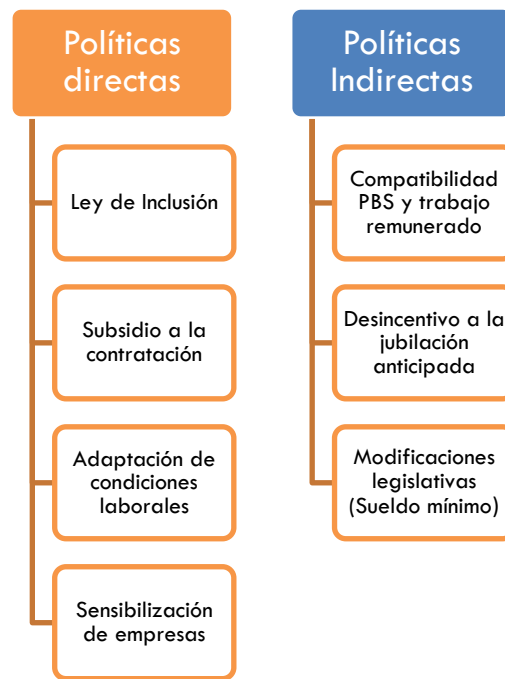 Políticas
directas
Ley de Inclusión
Subsidio a la
contratación
Adaptación de
condiciones
laborales
Sensibilización
de empresas
Políticas
Indirectas
Compatibilidad
PBS y trabajo
remunerado
Desincentivo a la
jubilación
anticipada
Modificaciones
legislativas
(Sueldo mínimo)